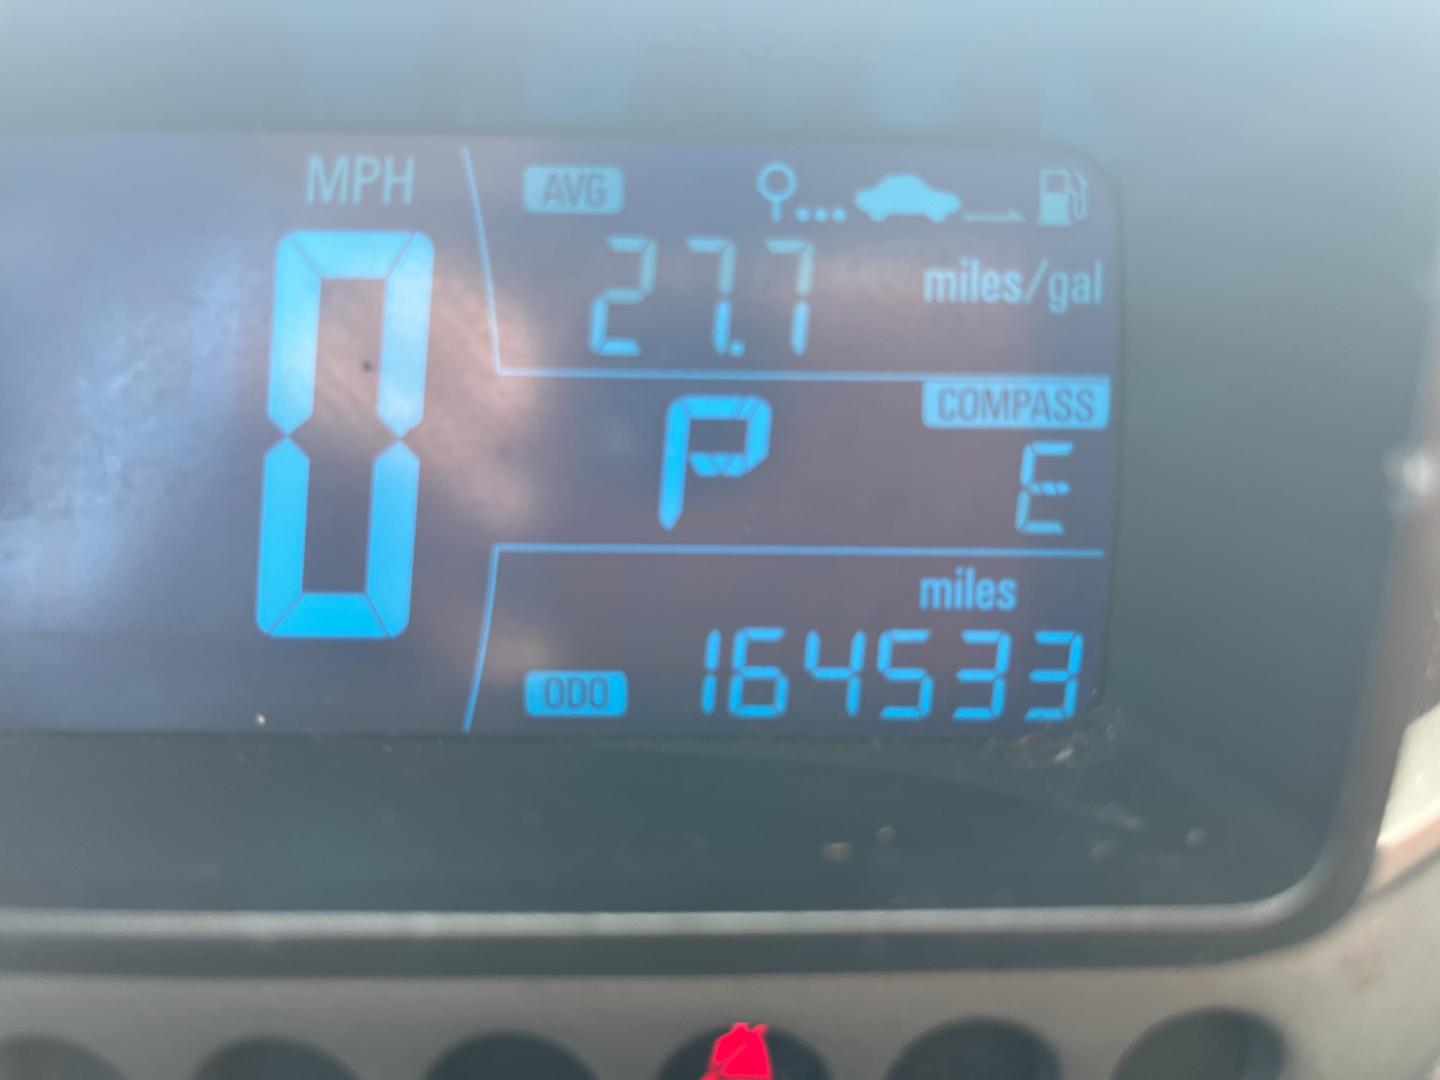 MPH
0
AVG
27.7 miles/gal
P
COMPASS
E
miles
ODO 164533